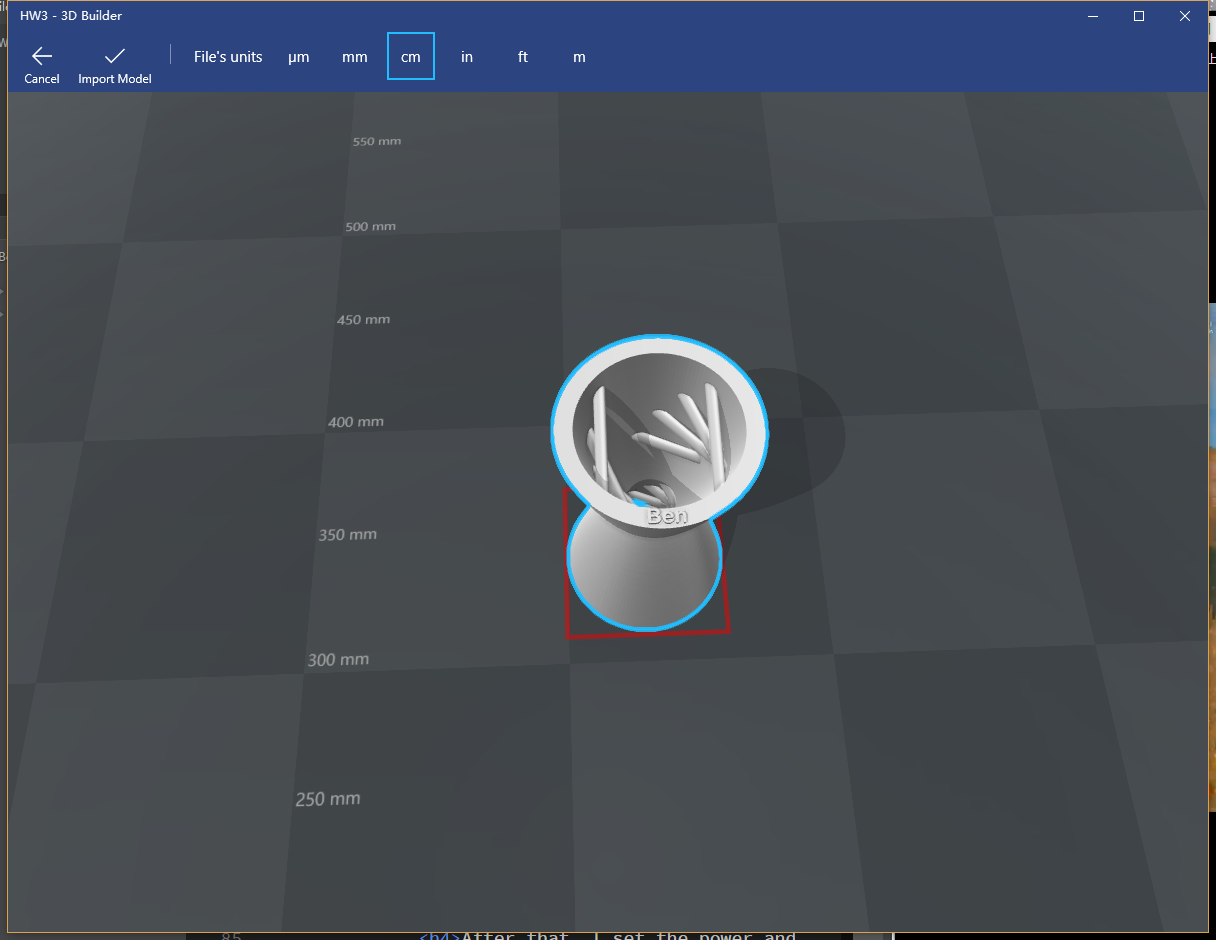 HW3 - 3D Builder
Cancel
Import Model
File's units
µm
mm
cm
in
ft
m
550 mm
500 mm
450 mm
400 mm
350 mm
300 mm
250 mm
Ben
85
<h4>After that, I set the power and